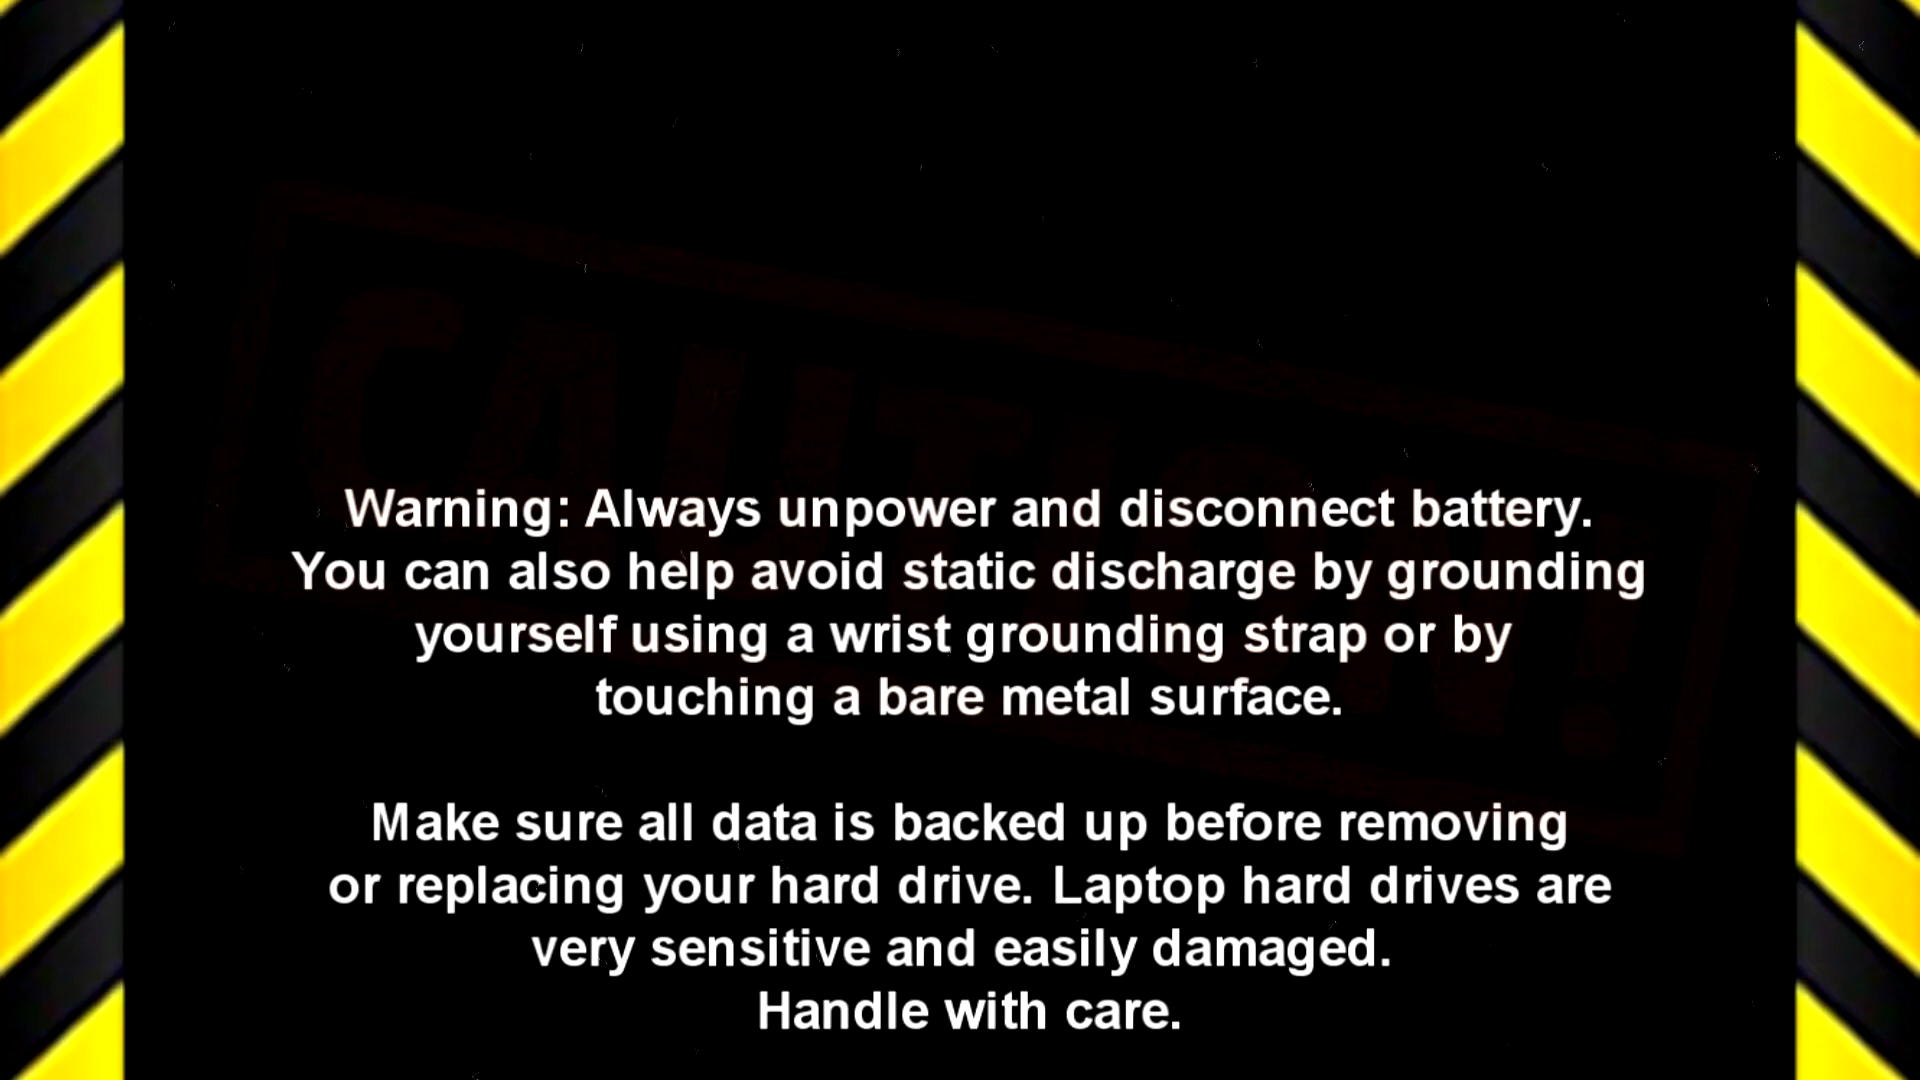 CAUTION!
Warning: Always unpower and disconnect battery.
You can also help avoid static discharge by grounding
yourself using a wrist grounding strap or by
touching a bare metal surface.
Make sure all data is backed up before removing
or replacing your hard drive. Laptop hard drives are
very sensitive and easily damaged.
Handle with care.